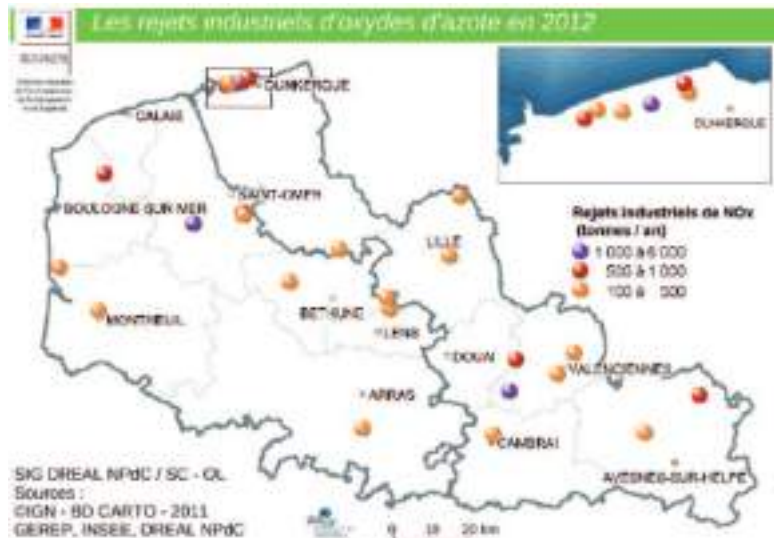 Les rejets industriels d'oxydes d'azote en 2012
DUNKERQUE
CALAIS
DUNKERQUE
SAINT-OMER
BOULOGNE SUR MER
LILLE
Rejets industriels de NOx
(tonnes / an)
1 000 à 6 000
500 à 1 000
100 à 500
MONTREUIL
BETHUNE
LENS
DOUAI
VALENCIENNES
ARRAS
CAMBRAI
AVESNES-SUR-HELPE
SIG DREAL NPdC / SC - OL
Sources :
©IGN - BD CARTO - 2011
GEREP, INSEE, DREAL NPdC
0 10 20 km